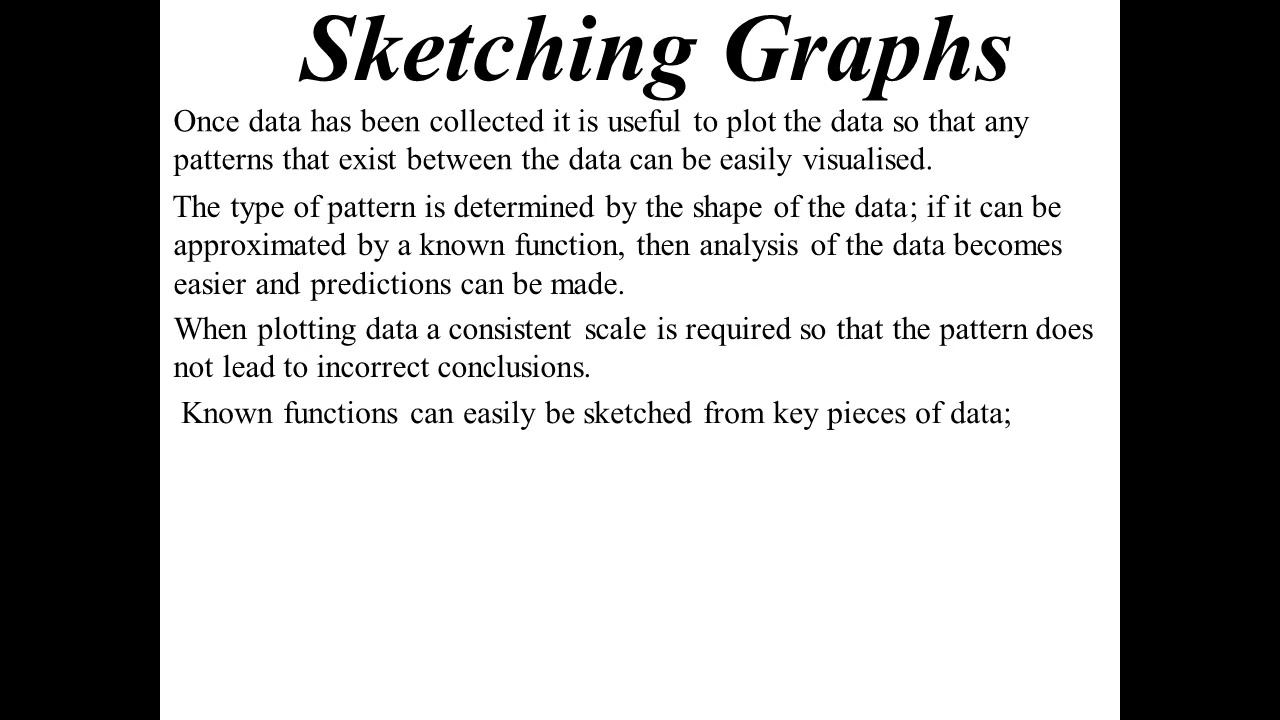 Sketching Graphs
Once data has been collected it is useful to plot the data so that any
patterns that exist between the data can be easily visualised.
The type of pattern is determined by the shape of the data; if it can be
approximated by a known function, then analysis of the data becomes
easier and predictions can be made.
When plotting data a consistent scale is required so that the pattern does
not lead to incorrect conclusions.
Known functions can easily be sketched from key pieces of data;